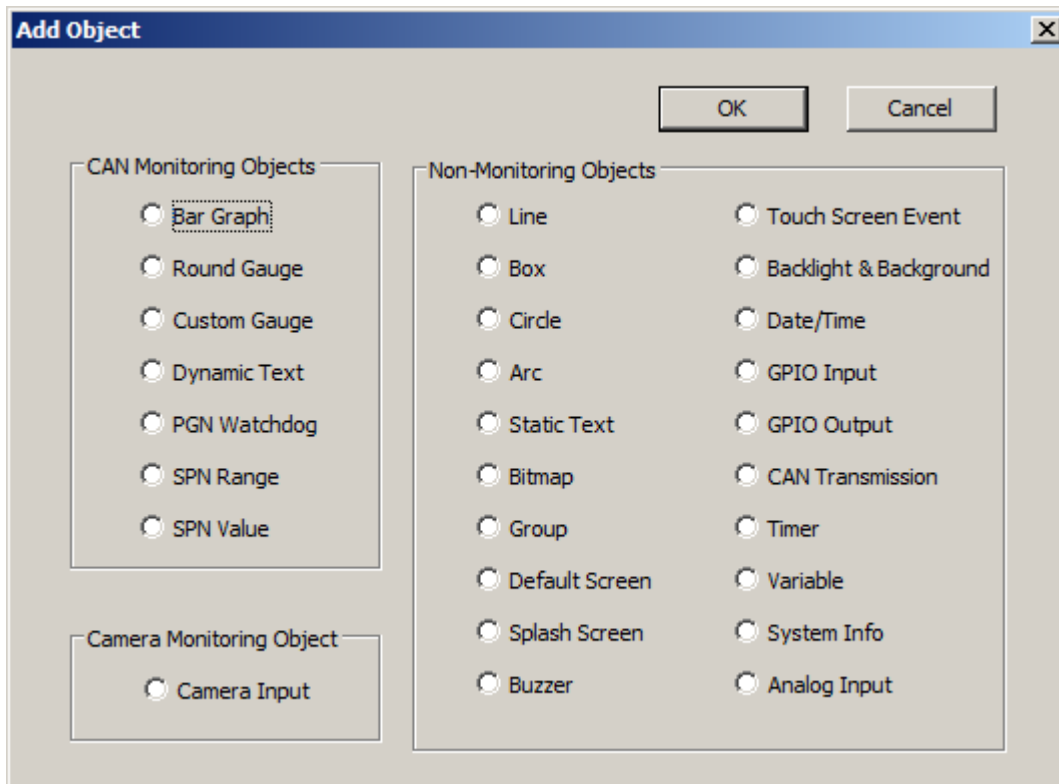 Add Object
OK
Cancel
CAN Monitoring Objects
Bar Graph
Round Gauge
Custom Gauge
Dynamic Text
PGN Watchdog
SPN Range
SPN Value
Camera Monitoring Object
Camera Input
Non-Monitoring Objects
Line
Box
Circle
Arc
Static Text
Bitmap
Group
Default Screen
Splash Screen
Buzzer
Touch Screen Event
Backlight & Background
Date/Time
GPIO Input
GPIO Output
CAN Transmission
Timer
Variable
System Info
Analog Input